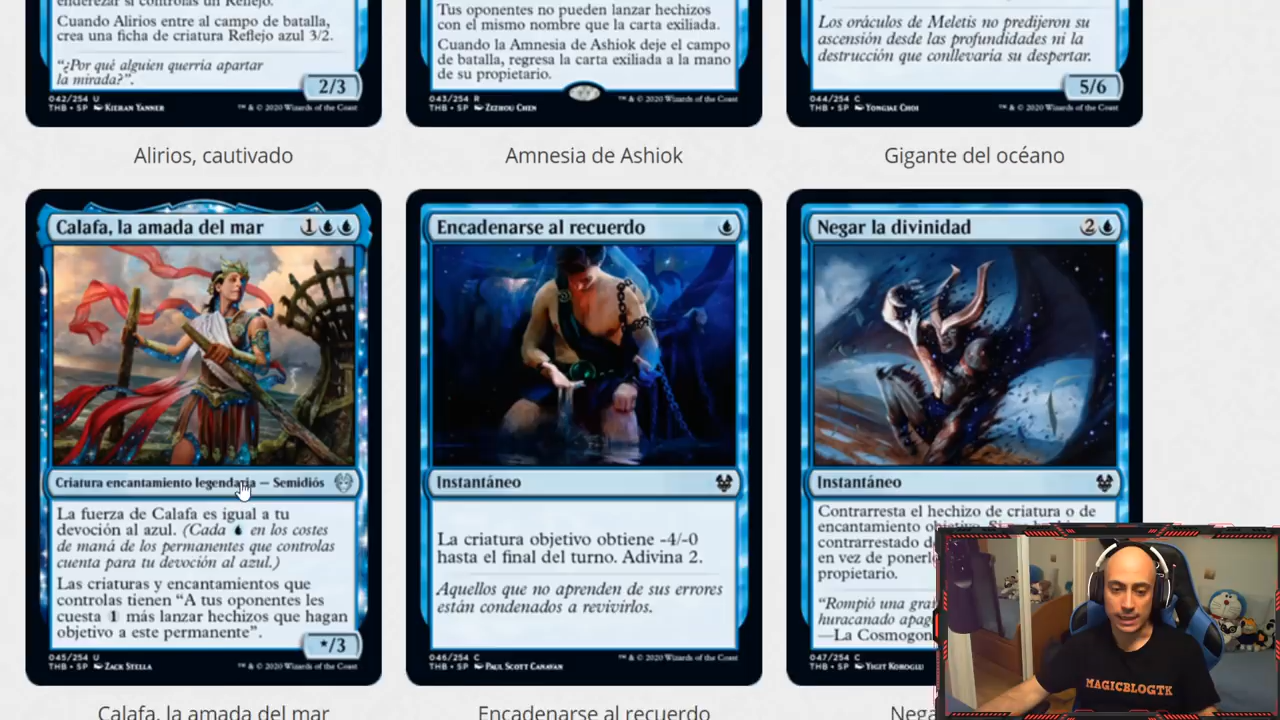 enderezar si controlas un Reflejo.
Cuando Alirios entre al campo de batalla,
crea una ficha de criatura Reflejo azul 3/2.
“¿Por qué alguien querría apartar
la mirada?”.
2/3
042/254 U
THB • SP Kieran Yanner
™ & © 2020 Wizards of the Coast
Tus oponentes no pueden lanzar hechizos
con el mismo nombre que la carta exiliada.
Cuando la Amnesia de Ashiok deje el campo
de batalla, regresa la carta exiliada a la mano
de su propietario.
043/254 R
THB • SP Zezhou Chen
™ & © 2020 Wizards of the Coast
Los oráculos de Meletis no predijeron su
ascensión desde las profundidades ni la
destrucción que conllevaría su despertar.
5/6
044/254 C
THB • SP Yongjae Choi
™ & © 2020 Wizards of the Coast
Alirios, cautivado
Amnesia de Ashiok
Gigante del océano
Calafa, la amada del mar 1
Criatura encantamiento legendaria — Semidiós
La fuerza de Calafa es igual a tu
devoción al azul. (Cada en los costes
de maná de los permanentes que controlas
cuenta para tu devoción al azul.)
Las criaturas y encantamientos que
controlas tienen “A tus oponentes les
cuesta 1 más lanzar hechizos que hagan
objetivo a este permanente”.
*/3
045/254 U
THB • SP Zack Stella
™ & © 2020 Wizards of the Coast
Encadenarse al recuerdo
Instantáneo
La criatura objetivo obtiene -4/-0
hasta el final del turno. Adivina 2.
Aquellos que no aprenden de sus errores
están condenados a revivirlos.
046/254 C
THB • SP Paul Scott Canavan
™ & © 2020 Wizards of the Coast
Negar la divinidad 2
Instantáneo
Contrarresta el hechizo de criatura o de
encantamiento objetivo. Si
contrarrestado d
en vez de ponerl
propietario.
“Rompió una gra
huracanado apag
—La Cosmogon
047/254 C
THB • SP Yigit Koroglu
MAGICBLOGTK
Calafa, la amada del mar
Encadenarse al recuerdo
Nega